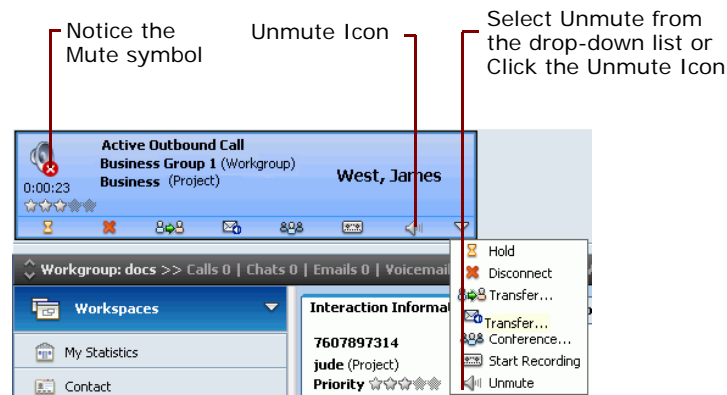 Notice the
Mute symbol
Unmute Icon
Select Unmute from
the drop-down list or
Click the Unmute Icon
Active Outbound Call
Business Group 1 (Workgroup)
Business (Project)
West, James
0:00:23
Workgroup: docs >> Calls 0 | Chats 0 | Emails 0 | Voicemail
Hold
Disconnect
Transfer...
Transfer...
Conference...
Start Recording
Unmute
Workspaces
My Statistics
Contact
Interaction Informat
7607897314
jude (Project)
Priority